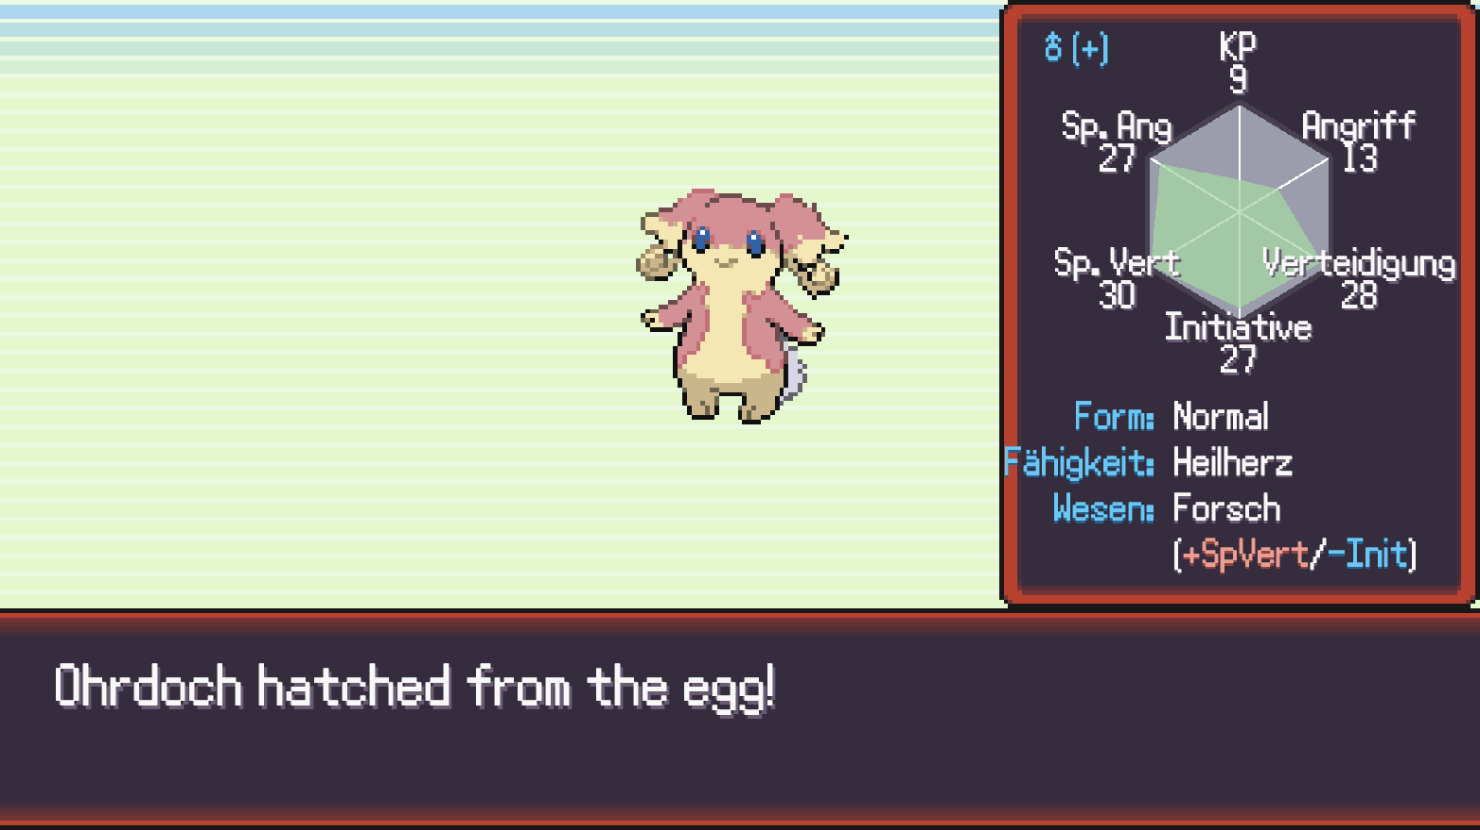 ♂ (+)
KP
9
Sp. Ang
27
Angriff
13
Sp. Vert
30
Verteidigung
28
Initiative
27
Form: Normal
Fähigkeit: Heilherz
Wesen: Forsch
(+SpVert/-Init)
Ohrdoch hatched from the egg!